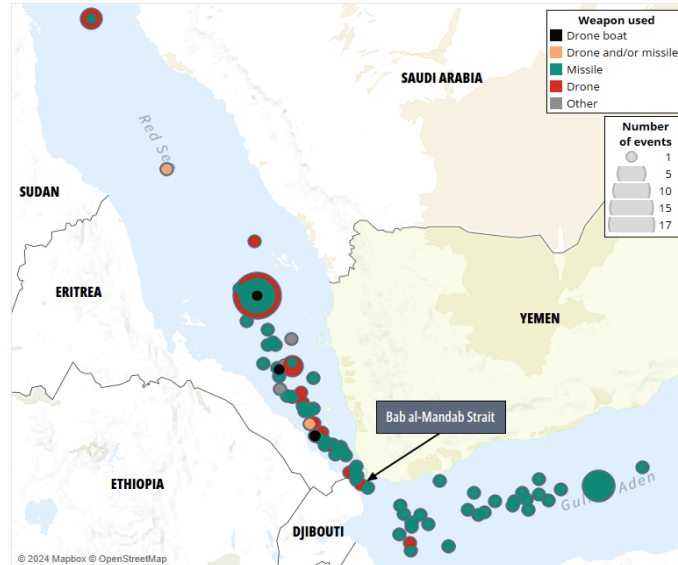 Weapon used
Drone boat
Drone and/or missile
Missile
Drone
Other
SAUDI ARABIA
Number
of events
1
5
10
15
17
Red Sea
SUDAN
ERITREA
YEMEN
Bab al-Mandab Strait
ETHIOPIA
Gulf Aden
DJIBOUTI
© 2024 Mapbox © OpenStreetMap